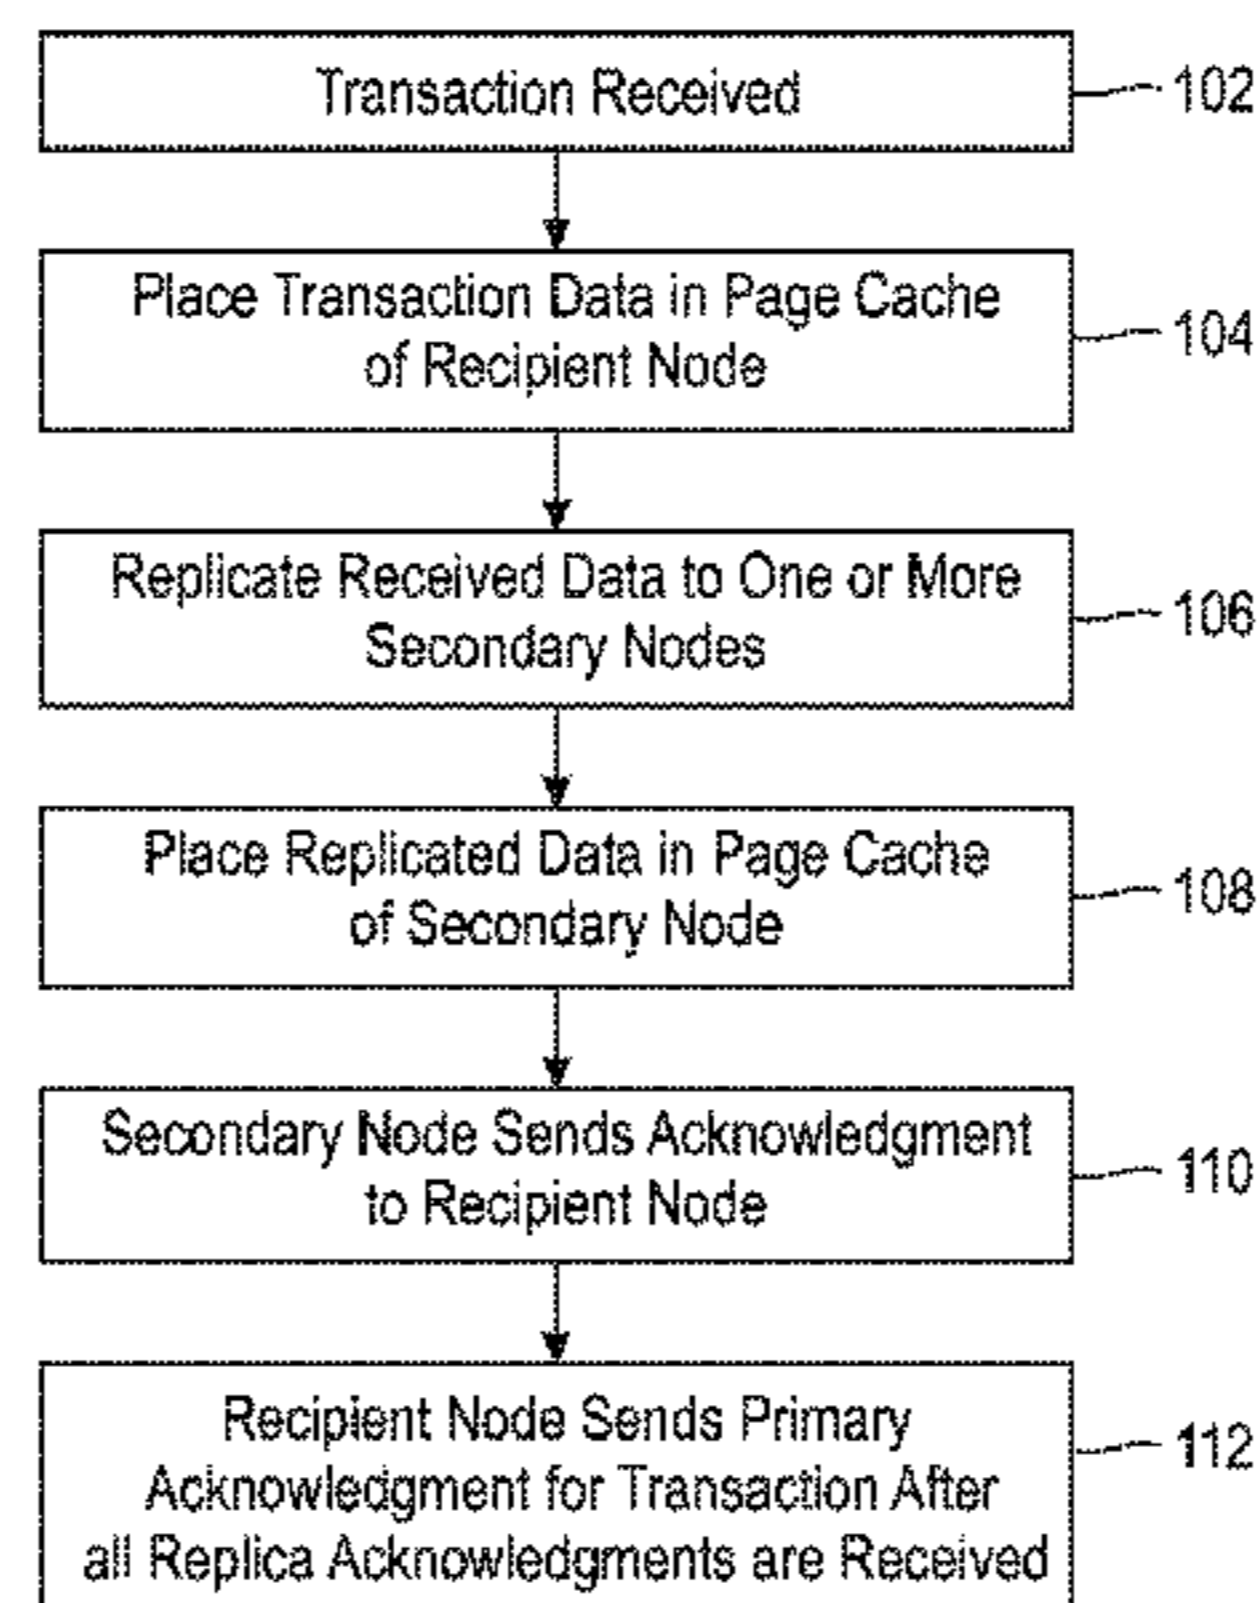 Transaction Received
102
Place Transaction Data in Page Cache
of Recipient Node
104
Replicate Received Data to One or More
Secondary Nodes
106
Place Replicated Data in Page Cache
of Secondary Node
108
Secondary Node Sends Acknowledgment
to Recipient Node
110
Recipient Node Sends Primary
Acknowledgment for Transaction After
all Replica Acknowledgments are Received
112